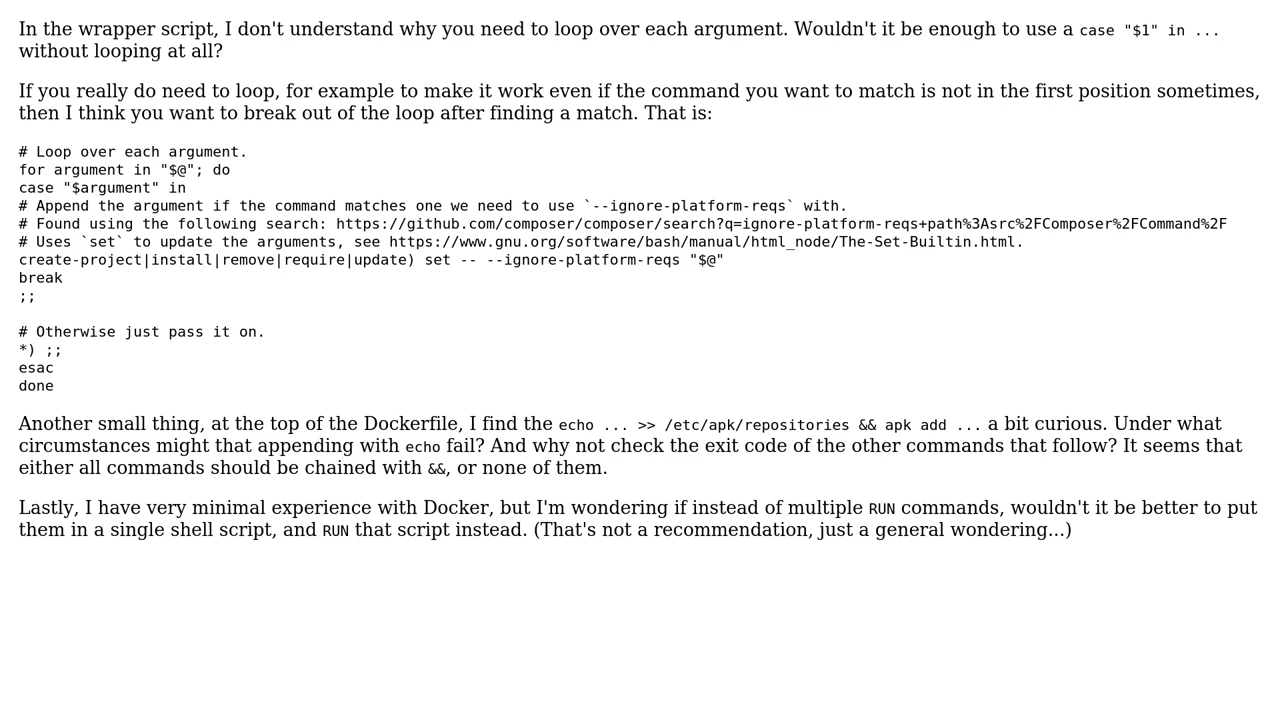 In the wrapper script, I don't understand why you need to loop over each argument. Wouldn't it be enough to use a case "$1" in ...
without looping at all?
If you really do need to loop, for example to make it work even if the command you want to match is not in the first position sometimes,
then I think you want to break out of the loop after finding a match. That is:
# Loop over each argument.
for argument in "$@"; do
case "$argument" in
# Append the argument if the command matches one we need to use `--ignore-platform-reqs` with.
# Found using the following search: https://github.com/composer/composer/search?q=ignore-platform-reqs+path%3Asrc%2FComposer%2FCommand%2F
# Uses `set` to update the arguments, see https://www.gnu.org/software/bash/manual/html_node/The-Set-Builtin.html.
create-project|install|remove|require|update) set -- --ignore-platform-reqs "$@"
break
;;
# Otherwise just pass it on.
*) ;;
esac
done
Another small thing, at the top of the Dockerfile, I find the echo ... >> /etc/apk/repositories && apk add ... a bit curious. Under what
circumstances might that appending with echo fail? And why not check the exit code of the other commands that follow? It seems that
either all commands should be chained with &&, or none of them.
Lastly, I have very minimal experience with Docker, but I'm wondering if instead of multiple RUN commands, wouldn't it be better to put
them in a single shell script, and RUN that script instead. (That's not a recommendation, just a general wondering...)